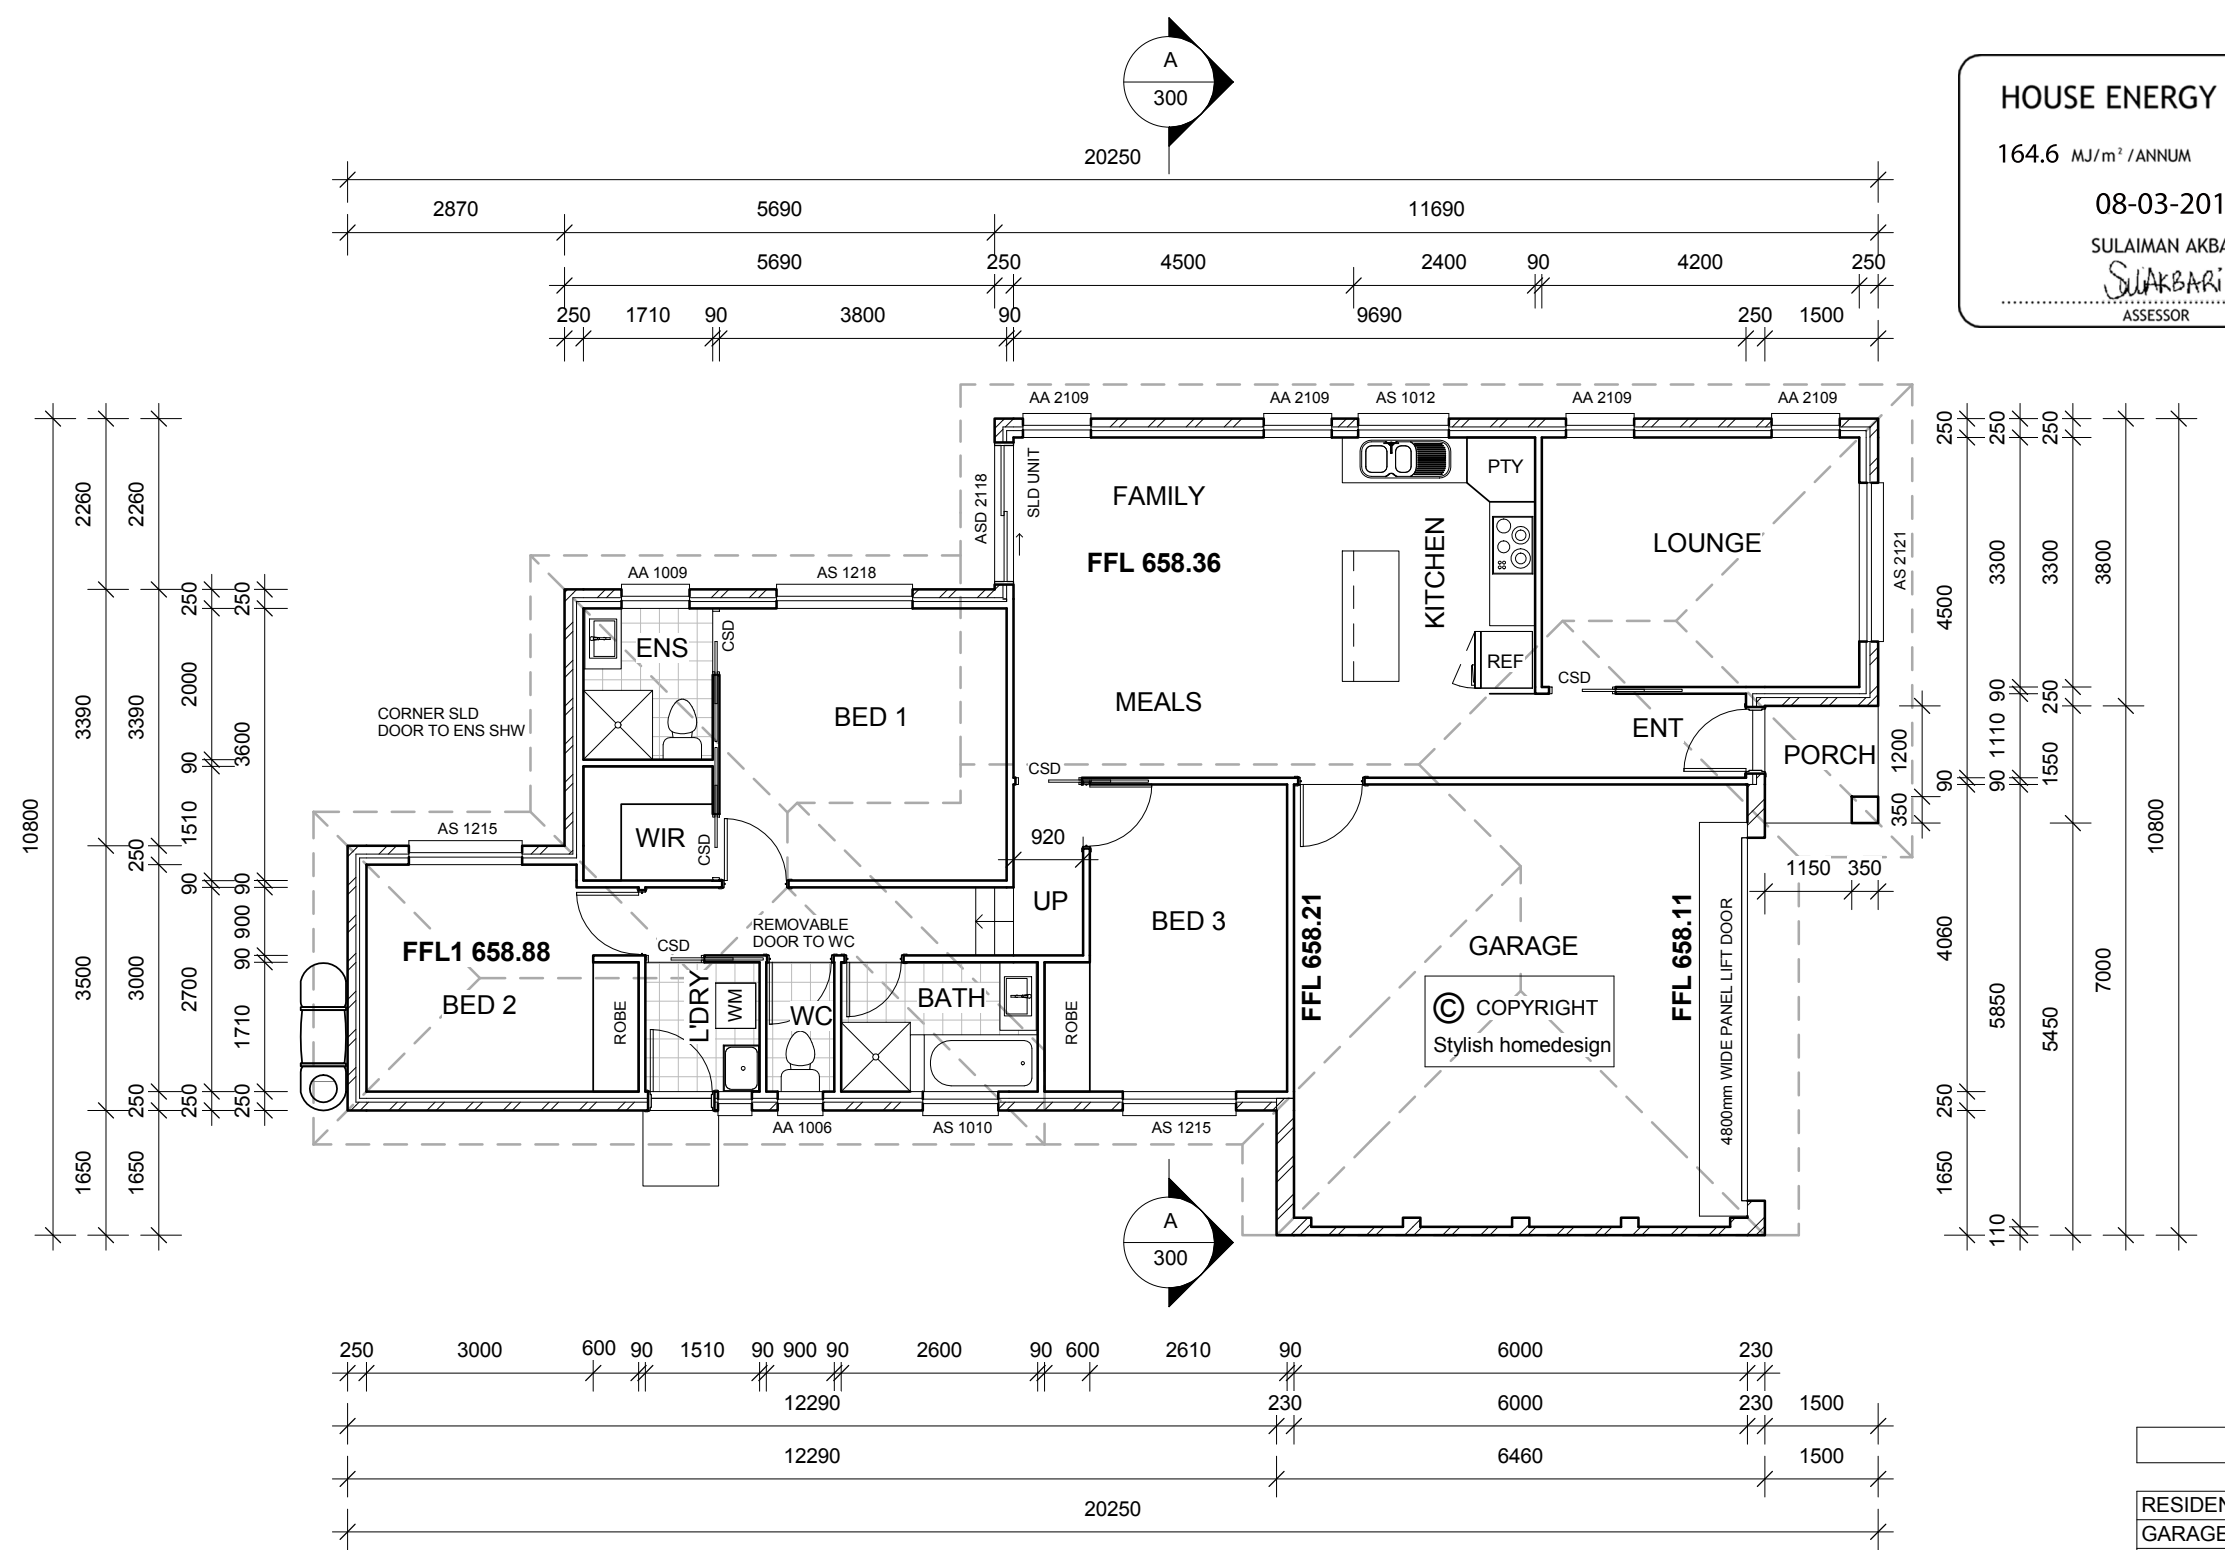 A
300
HOUSE ENERGY
164.6 MJ/m² /ANNUM
08-03-201
SULAIMAN AKBA
SulAKBARi
ASSESSOR
20250
2870 5690 11690
5690 250 4500 2400 90 4200 250
250 1710 90 3800 90 9690 250 1500
AA 2109 AA 2109 AS 1012 AA 2109 AA 2109
ASD 2118
SLD UNIT
PTY
FAMILY
FFL 658.36
KITCHEN
LOUNGE
AS 2121
REF
MEALS
CSD
ENT
PORCH
AA 1009 AS 1218
ENS
CSD
BED 1
CORNER SLD
DOOR TO ENS SHW
WIR
CSD
AS 1215
CSD
920
UP
BED 3
REMOVABLE
DOOR TO WC
FFL1 658.88
BED 2
CSD
ROBE
L'DRY
WM
WC
BATH
ROBE
FFL 658.21
GARAGE
FFL 658.11
© COPYRIGHT
Stylish homedesign
4800mm WIDE PANEL LIFT DOOR
AA 1006 AS 1010 AS 1215
10800
2260 3390 3500 1650
2260 3390 250 3000 250 1650
250 2000 90 1510 90 2700 250
250 3600 90 900 90 1710 250
1200 350
1150 350
250 4500 90 4060 250 1650
250 3300 90 1110 90 5850 110
250 3300 250 1550 5450
3800 7000
10800
A
300
250 3000 600 90 1510 90 900 90 2600 90 600 2610 90 6000 230
12290 230 6000 230 1500
12290 6460 1500
20250
RESIDEN
GARAGE